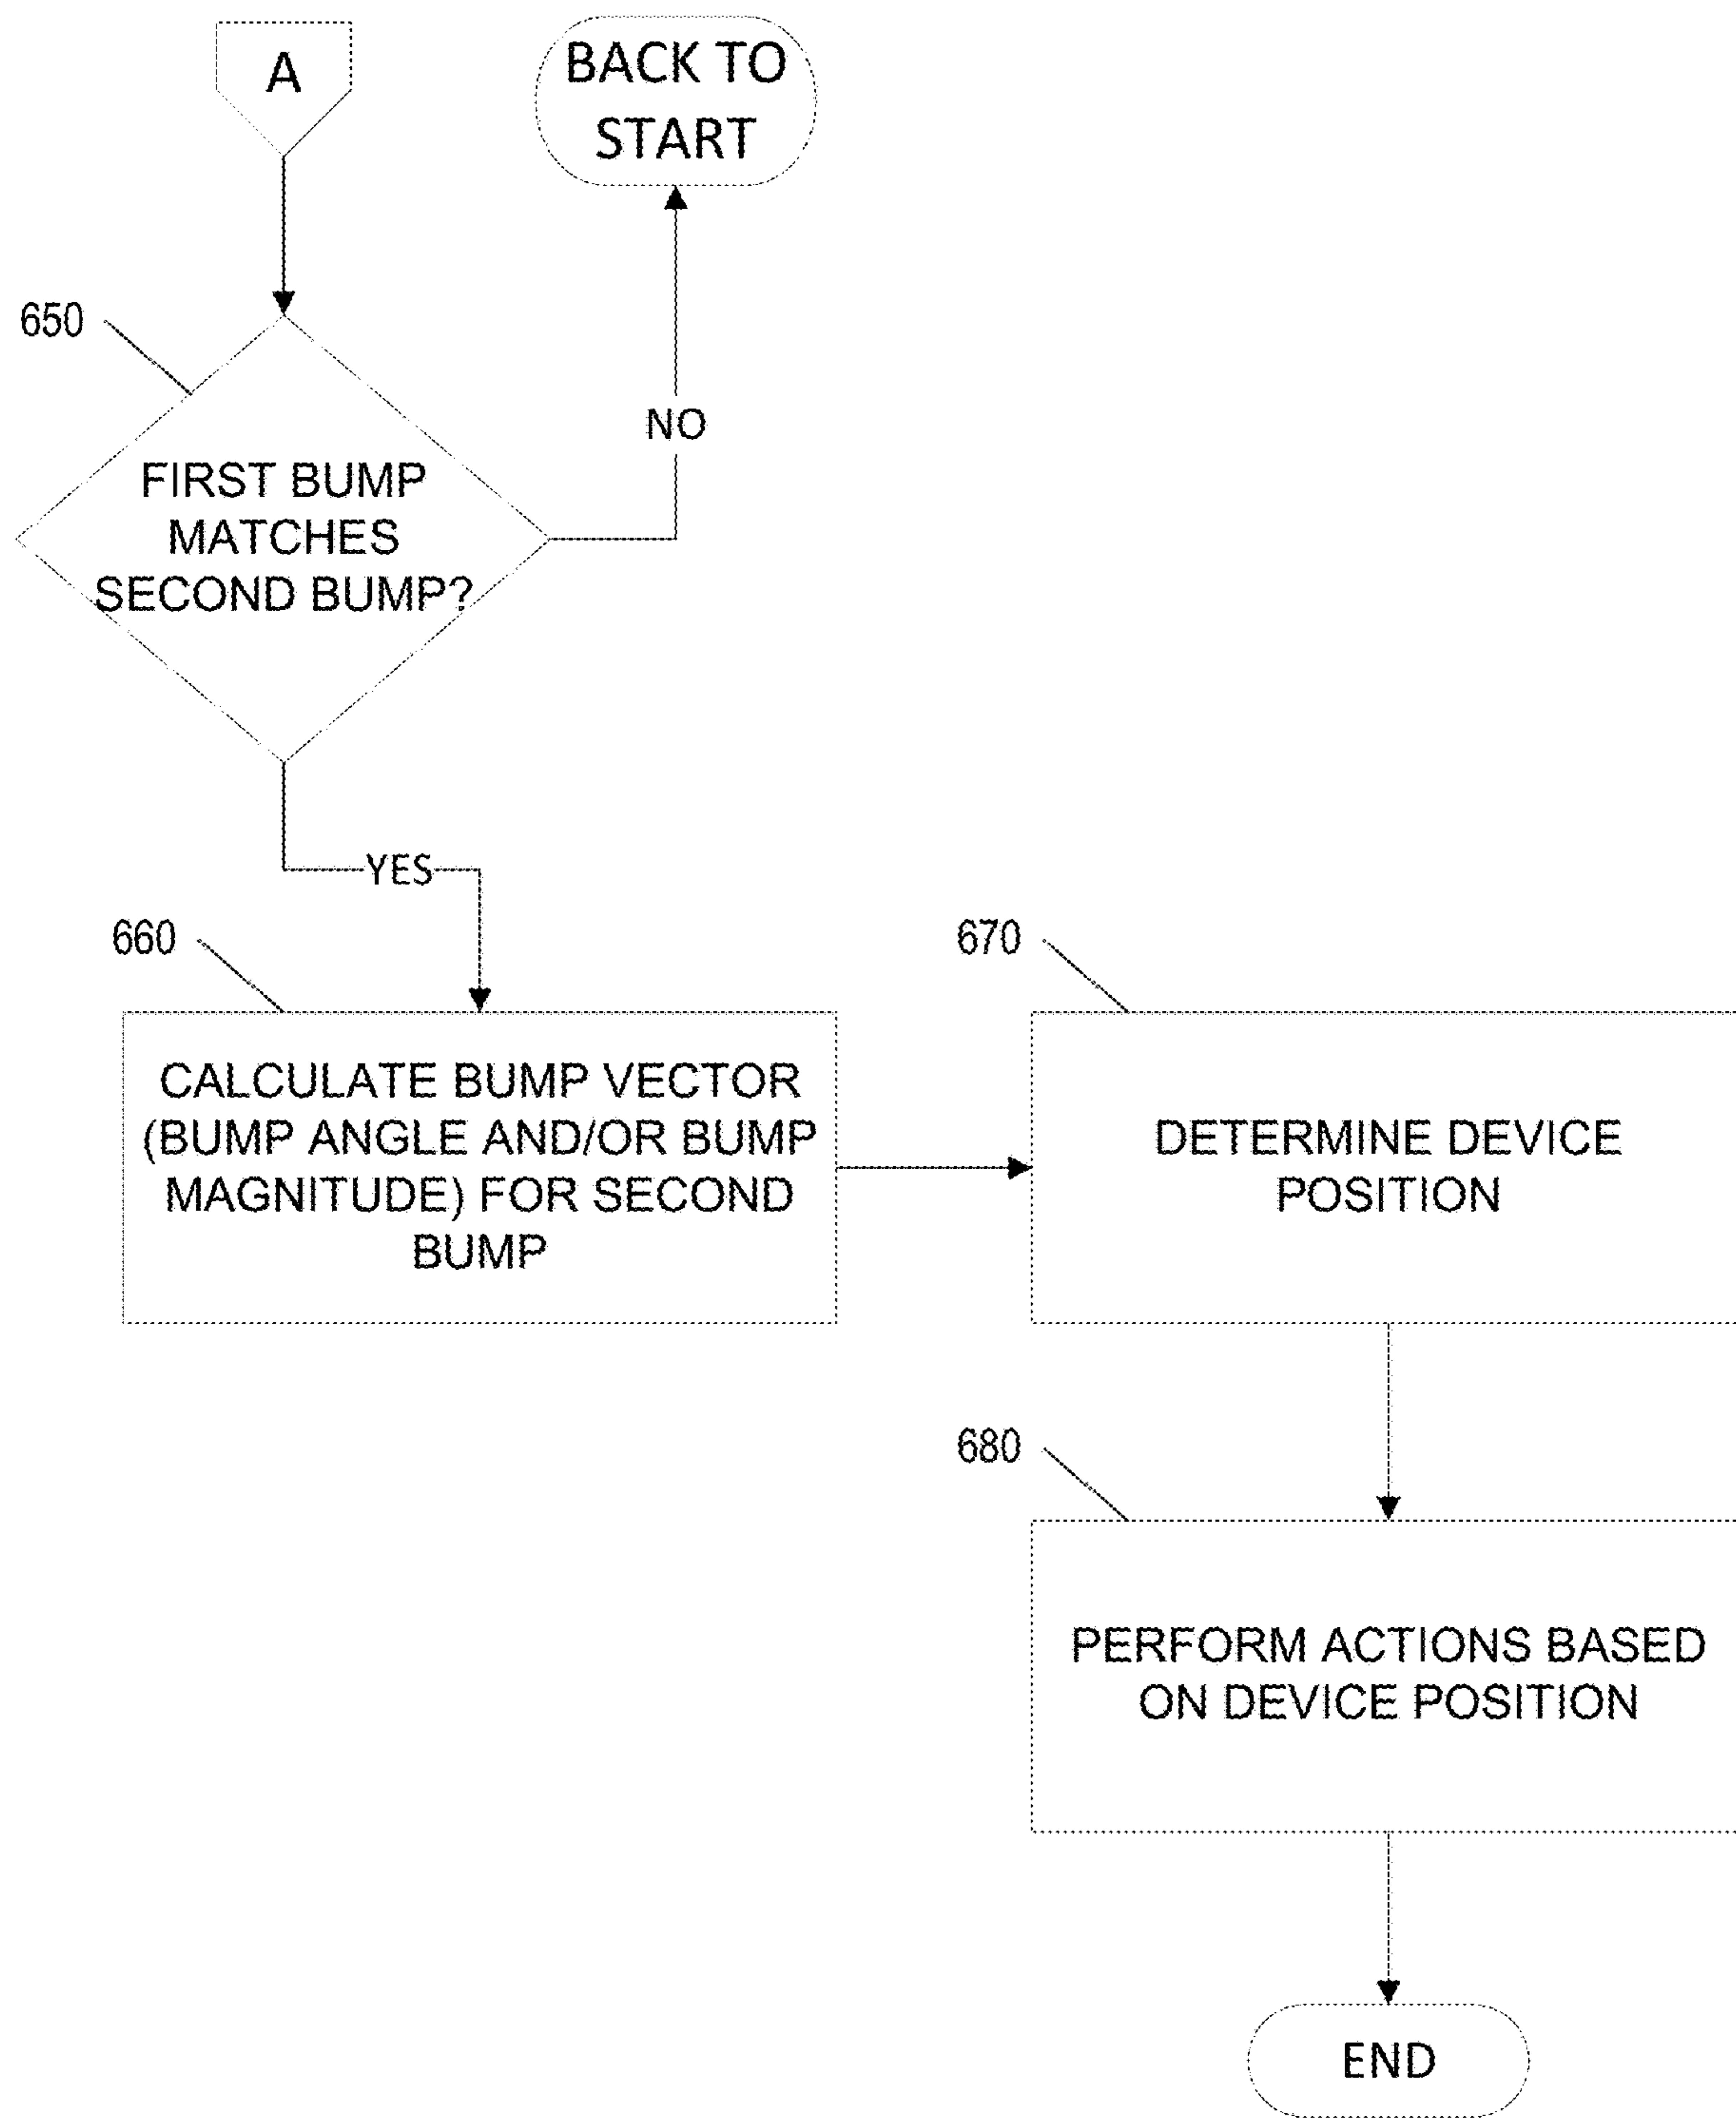 A
BACK TO
START
650
FIRST BUMP
MATCHES
SECOND BUMP?
NO
YES
660
CALCULATE BUMP VECTOR
(BUMP ANGLE AND/OR BUMP
MAGNITUDE) FOR SECOND
BUMP
670
DETERMINE DEVICE
POSITION
680
PERFORM ACTIONS BASED
ON DEVICE POSITION
END